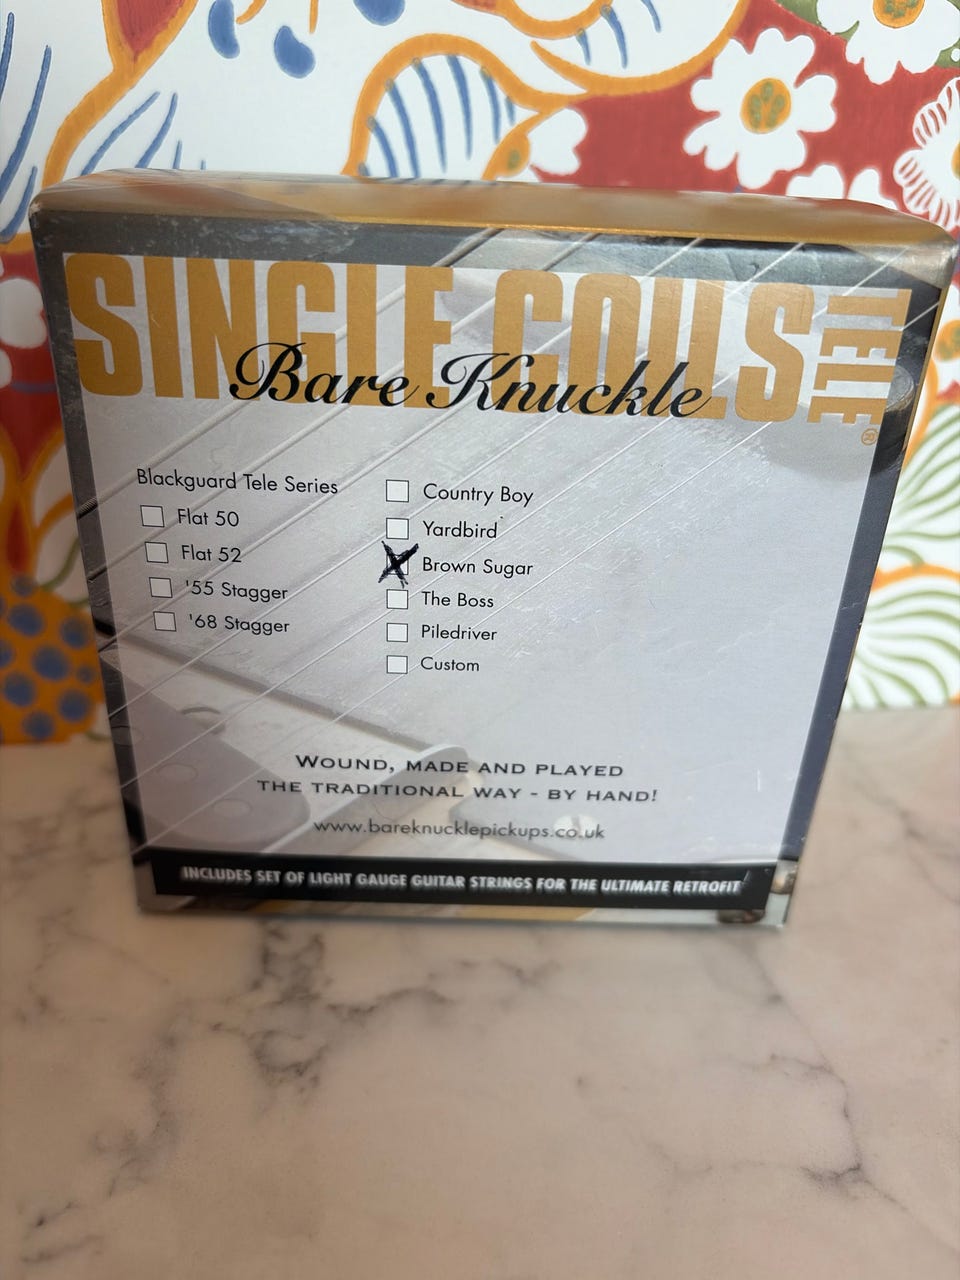 SINGLE COILS
TELE®
Bare Knuckle
Blackguard Tele Series
Flat 50
Flat 52
'55 Stagger
'68 Stagger
Country Boy
Yardbird
Brown Sugar
The Boss
Piledriver
Custom
WOUND, MADE AND PLAYED
THE TRADITIONAL WAY - BY HAND!
www.bareknucklepickups.co.uk
INCLUDES SET OF LIGHT GAUGE GUITAR STRINGS FOR THE ULTIMATE RETROFIT